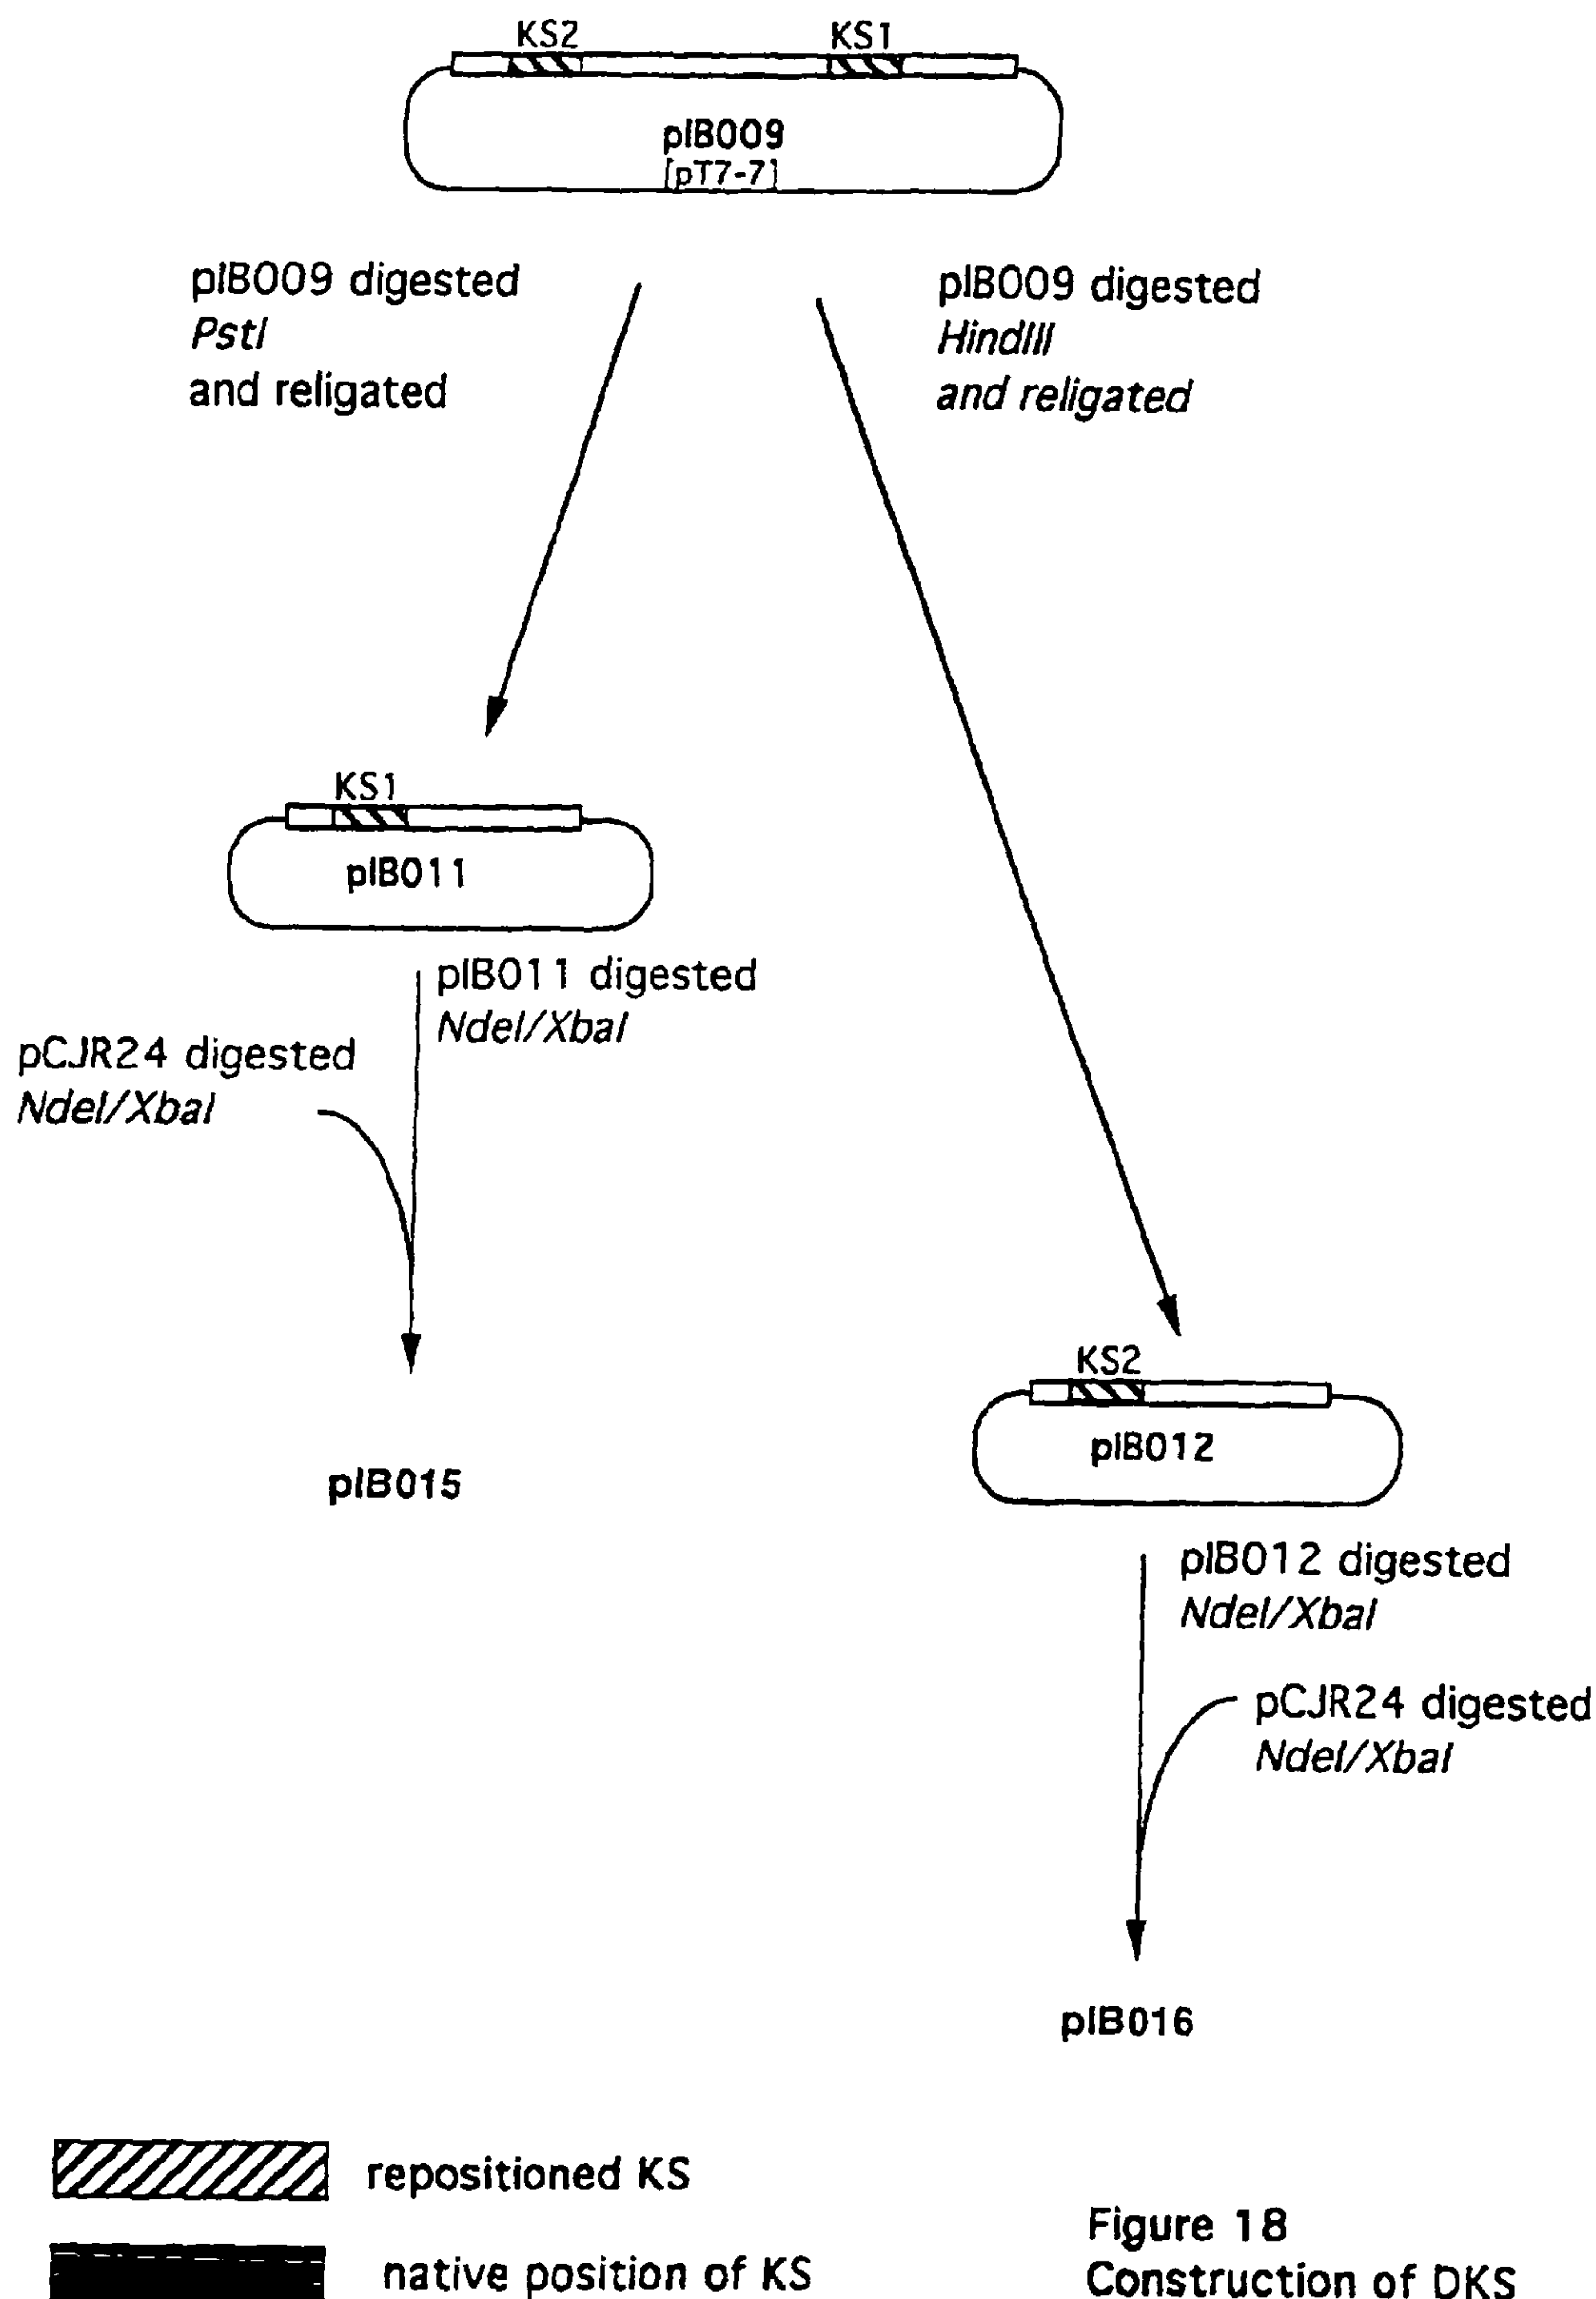 KS2
KS1
pIB009
[pT7-7]
pIB009 digested
PstI
and religated
pIB009 digested
HindIII
and religated
KS1
pIB011
pIB011 digested
NdeI/XbaI
pCJR24 digested
NdeI/XbaI
pIB015
KS2
pIB012
pIB012 digested
NdeI/XbaI
pCJR24 digested
NdeI/XbaI
pIB016
repositioned KS
native position of KS
Figure 18
Construction of DKS